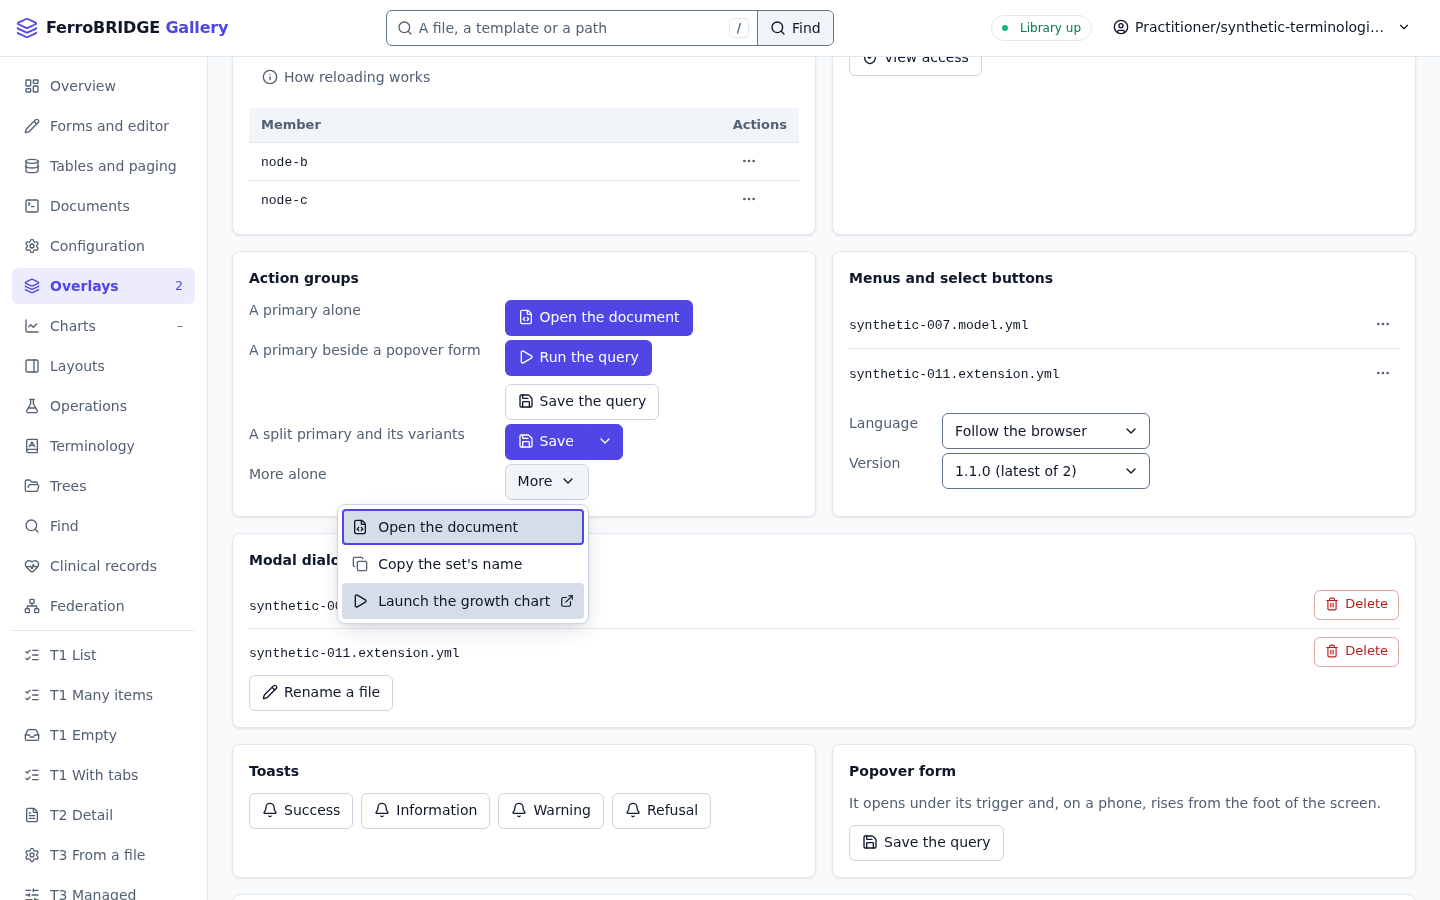 FerroBRIDGE Gallery
A file, a template or a path
/
Find
Library up
Practitioner/synthetic-terminologi...
Overview
Forms and editor
Tables and paging
Documents
Configuration
Overlays 2
Charts –
Layouts
Operations
Terminology
Trees
Find
Clinical records
Federation
T1 List
T1 Many items
T1 Empty
T1 With tabs
T2 Detail
T3 From a file
T3 Managed
How reloading works
Member Actions
node-b
node-c
View access
Action groups
A primary alone
Open the document
A primary beside a popover form
Run the query
Save the query
A split primary and its variants
Save
More alone
More
Open the document
Copy the set's name
Launch the growth chart
Menus and select buttons
synthetic-007.model.yml
synthetic-011.extension.yml
Language
Follow the browser
Version
1.1.0 (latest of 2)
Modal dialo
synthetic-00
Delete
synthetic-011.extension.yml
Delete
Rename a file
Toasts
Success
Information
Warning
Refusal
Popover form
It opens under its trigger and, on a phone, rises from the foot of the screen.
Save the query